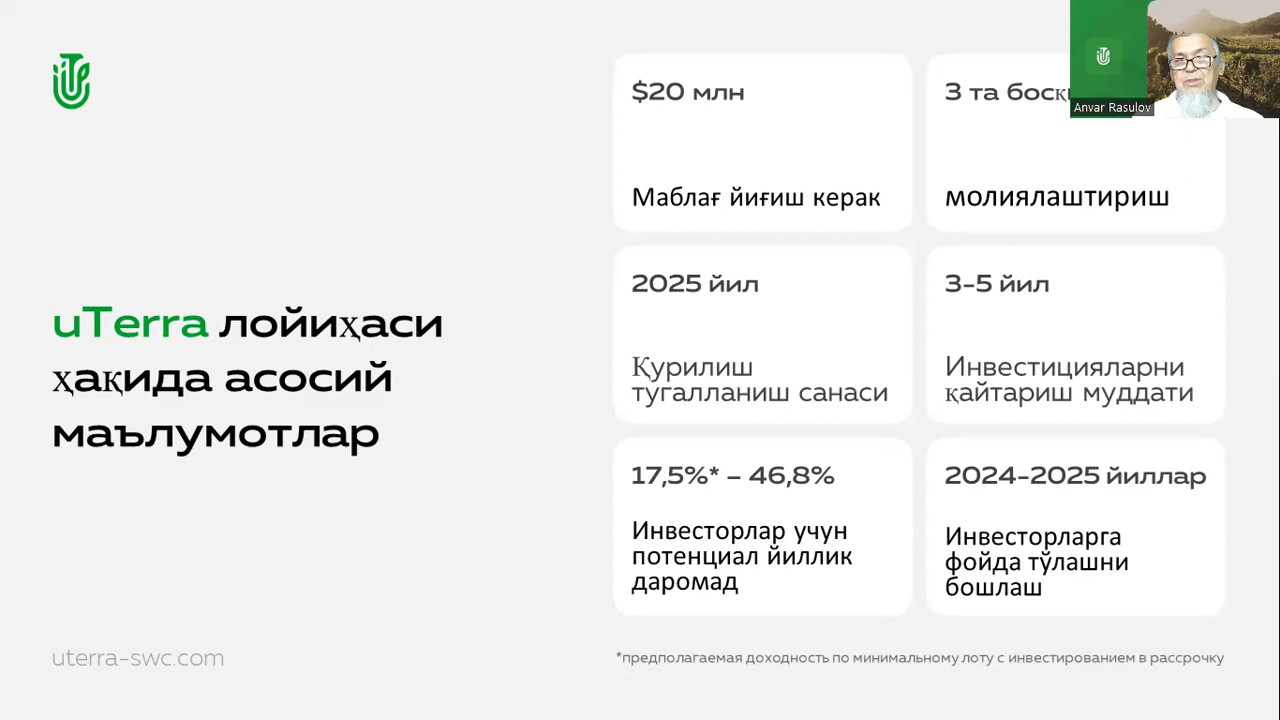 uTerra лойиҳаси
ҳақида асосий
маълумотлар
$20 млн
Маблағ йиғиш керак
3 та
молиялаштириш
2025 йил
Қурилиш
тугалланиш санаси
3-5 йил
Инвестицияларни
қайтариш муддати
17,5%* – 46,8%
Инвесторлар учун
потенциал йиллик
даромад
2024-2025 йиллар
Инвесторларга
фойда тўлашни
бошлаш
uterra-swc.com
*предполагаемая доходность по минимальному лоту с инвестированием в рассрочку
Anvar Rasulov